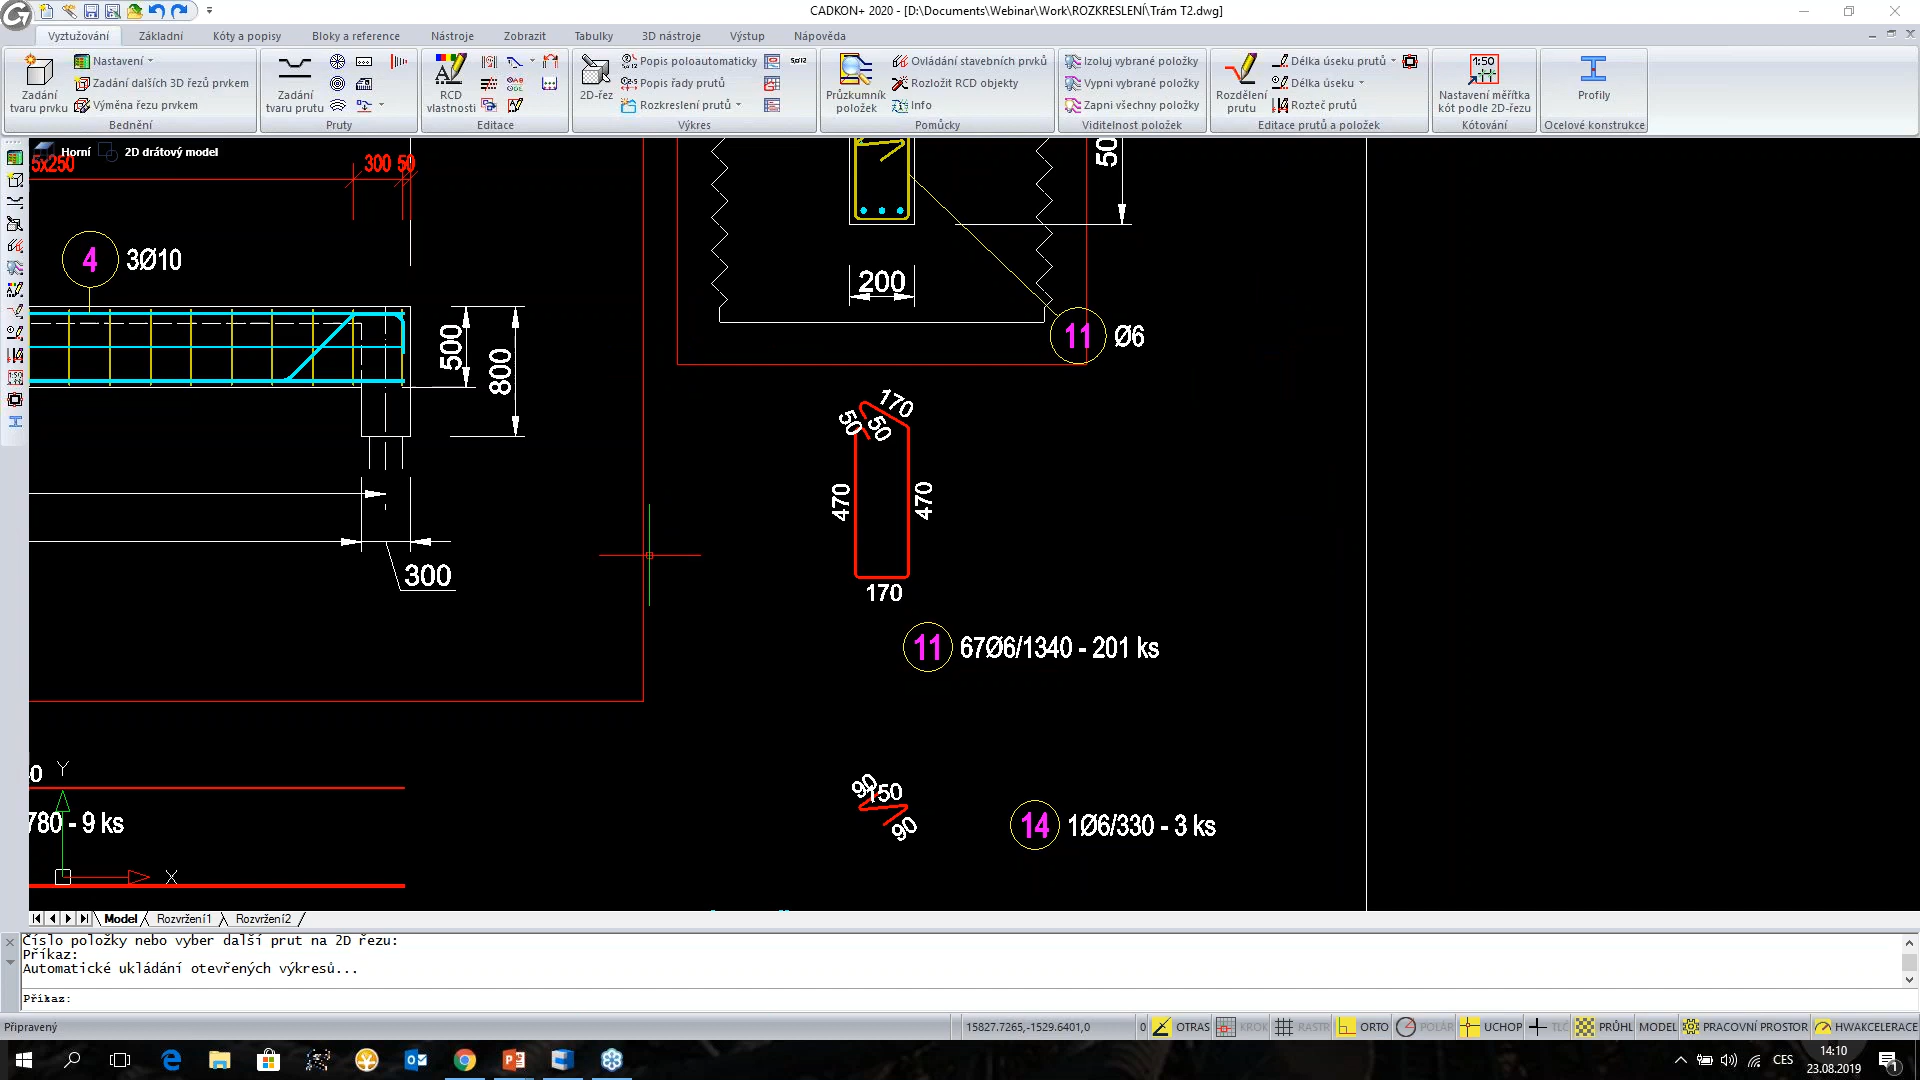 CADKON+ 2020 - [D:\Documents\Webinar\Work\ROZKRESLENÍ\Trám T2.dwg]
Vyztužování Základní Kóty a popisy Bloky a reference Nástroje Zobrazit Tabulky 3D nástroje Výstup Nápověda
Zadání tvaru prvku
Nastavení
Zadání dalších 3D řezů prvkem
Výměna řezu prvkem
Bednění
Zadání tvaru prutu
Pruty
RCD vlastnosti
Editace
2D-řez
Popis poloautomaticky
Popis řady prutů
Rozkreslení prutů
Výkres
Průzkumník položek
Ovládání stavebních prvků
Rozložit RCD objekty
Info
Pomůcky
Izoluj vybrané položky
Vypni vybrané položky
Zapni všechny položky
Viditelnost položek
Rozdělení prutu
Délka úseku prutů
Délka úseku
Rozteč prutů
Editace prutů a položek
1:50
Nastavení měřítka kót podle 2D-řezu
Kótování
Profily
Ocelové konstrukce
Horní 2D drátový model
5x250 300 50
50
4 3Ø10
200
11 Ø6
500
800
170
50
50
470
470
170
300
11 67Ø6/1340 - 201 ks
0 Y
90
150
90
780 - 9 ks
14 1Ø6/330 - 3 ks
X
Model Rozvržení1 Rozvržení2
Číslo položky nebo vyber další prut na 2D řezu:
Příkaz:
Automatické ukládání otevřených výkresů...
Příkaz:
Připravený 15827.7265,-1529.6401,0 0 OTRAS KROK RASTR ORTO POLÁR UCHOP TLČ PRŮHL MODEL PRACOVNÍ PROSTOR HWAKCELERACE
CES
14:10
23.08.2019
1